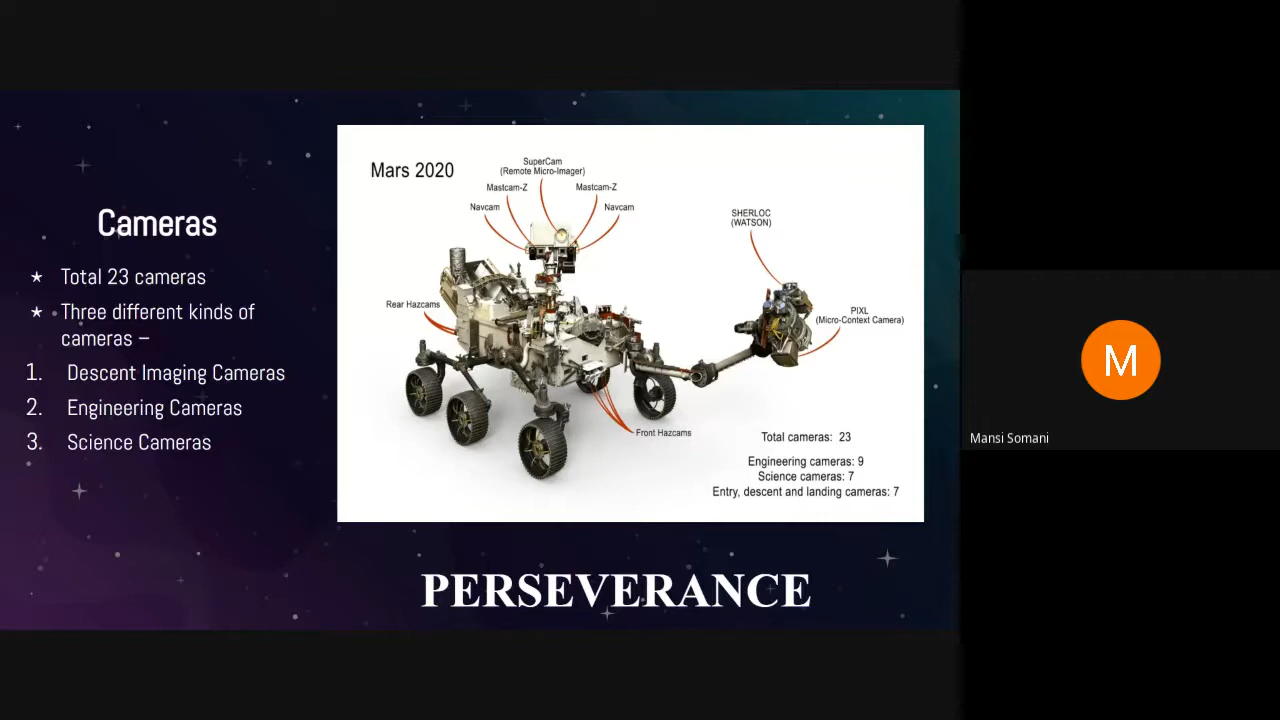 Cameras
★ Total 23 cameras
★ Three different kinds of
cameras –
1. Descent Imaging Cameras
2. Engineering Cameras
3. Science Cameras
Mars 2020
SuperCam
(Remote Micro-Imager)
Mastcam-Z
Mastcam-Z
Navcam
Navcam
SHERLOC
(WATSON)
Rear Hazcams
PIXL
(Micro-Context Camera)
Front Hazcams
Total cameras: 23
Engineering cameras: 9
Science cameras: 7
Entry, descent and landing cameras: 7
PERSEVERANCE
M
Mansi Somani